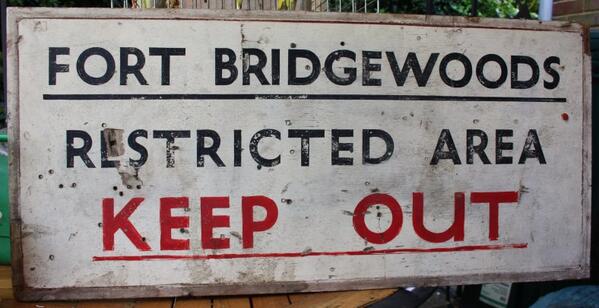 FORT BRIDGEWOODS
RESTRICTED AREA
KEEP OUT